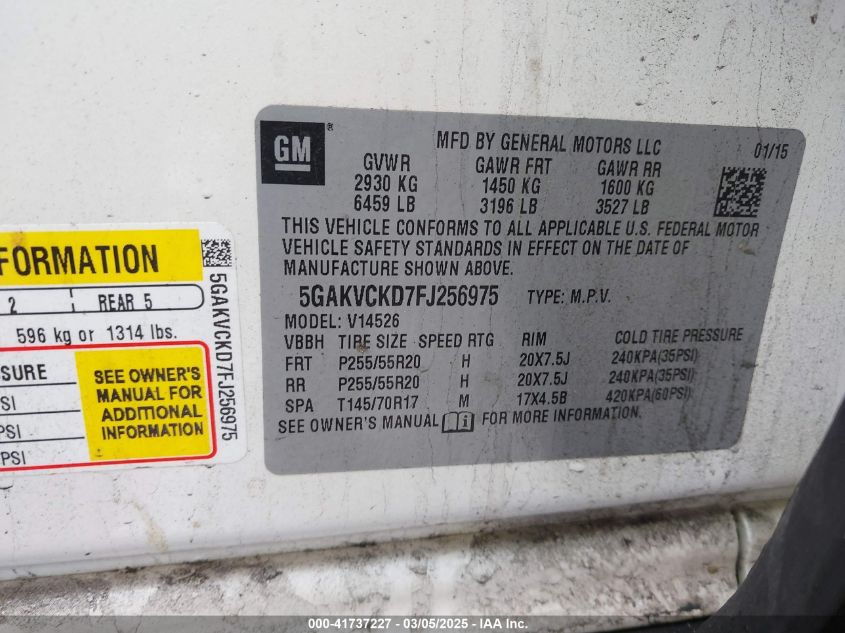 GM®
MFD BY GENERAL MOTORS LLC 01/15
GVWR GAWR FRT GAWR RR
2930 KG 1450 KG 1600 KG
6459 LB 3196 LB 3527 LB
THIS VEHICLE CONFORMS TO ALL APPLICABLE U.S. FEDERAL MOTOR
VEHICLE SAFETY STANDARDS IN EFFECT ON THE DATE OF
MANUFACTURE SHOWN ABOVE.
5GAKVCKD7FJ256975 TYPE: M.P.V.
MODEL: V14526
VBBH TIRE SIZE SPEED RTG RIM COLD TIRE PRESSURE
FRT P255/55R20 H 20X7.5J 240KPA(35PSI)
RR P255/55R20 H 20X7.5J 240KPA(35PSI)
SPA T145/70R17 M 17X4.5B 420KPA(60PSI)
SEE OWNER'S MANUAL FOR MORE INFORMATION.
FORMATION
2 REAR 5
596 kg or 1314 lbs.
SURE
SI
PSI
PSI
SEE OWNER'S
MANUAL FOR
ADDITIONAL
INFORMATION
5GAKVCKD7FJ256975
000-41737227 - 03/05/2025 - IAA Inc.